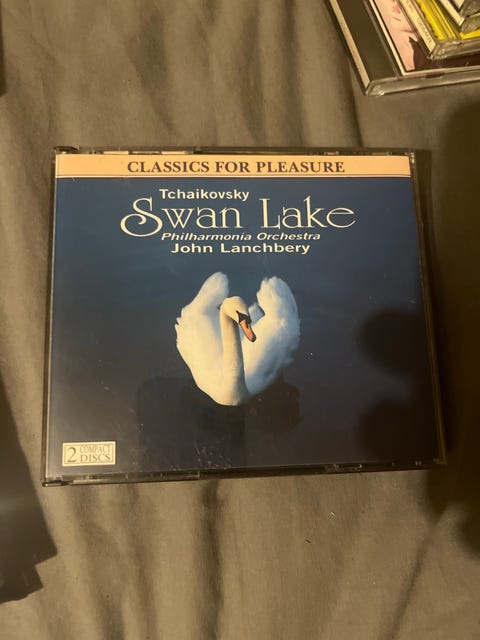 CLASSICS FOR PLEASURE
Tchaikovsky
Swan Lake
Philharmonia Orchestra
John Lanchbery
2 COMPACT
DISCS